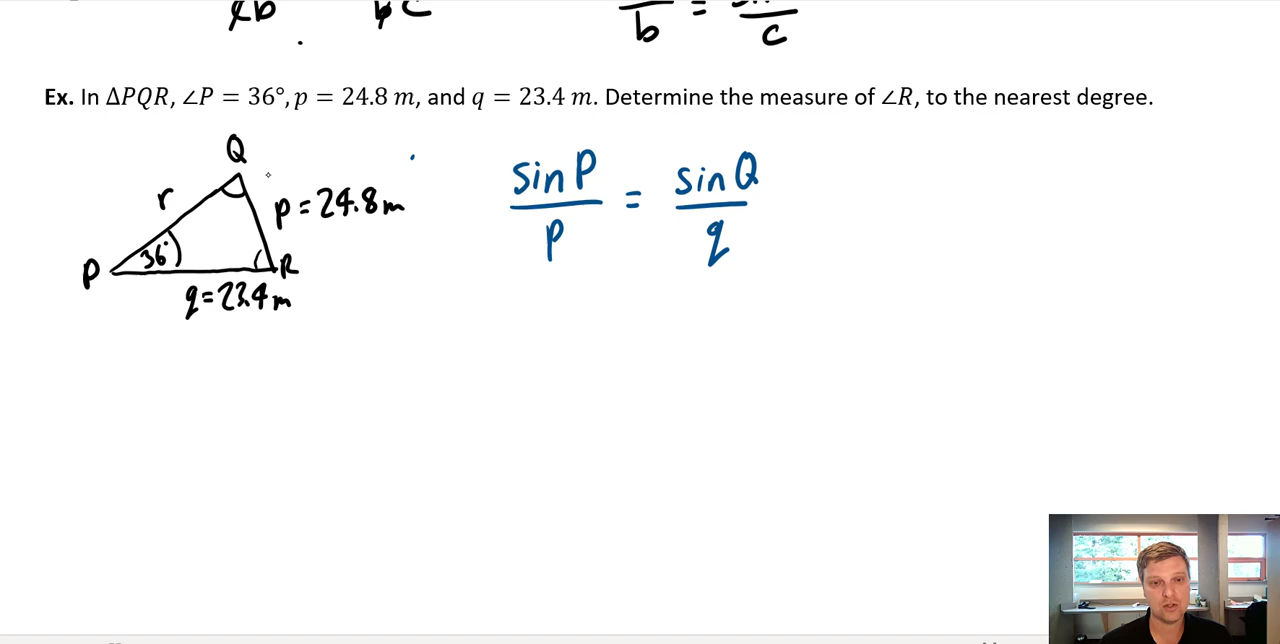 b = c
Ex. In ΔPQR, ∠P = 36°, p = 24.8 m, and q = 23.4 m. Determine the measure of ∠R, to the nearest degree.
Q
r
p = 24.8 m
36°
P
R
q = 23.4 m
sin P
p
=
sin Q
q